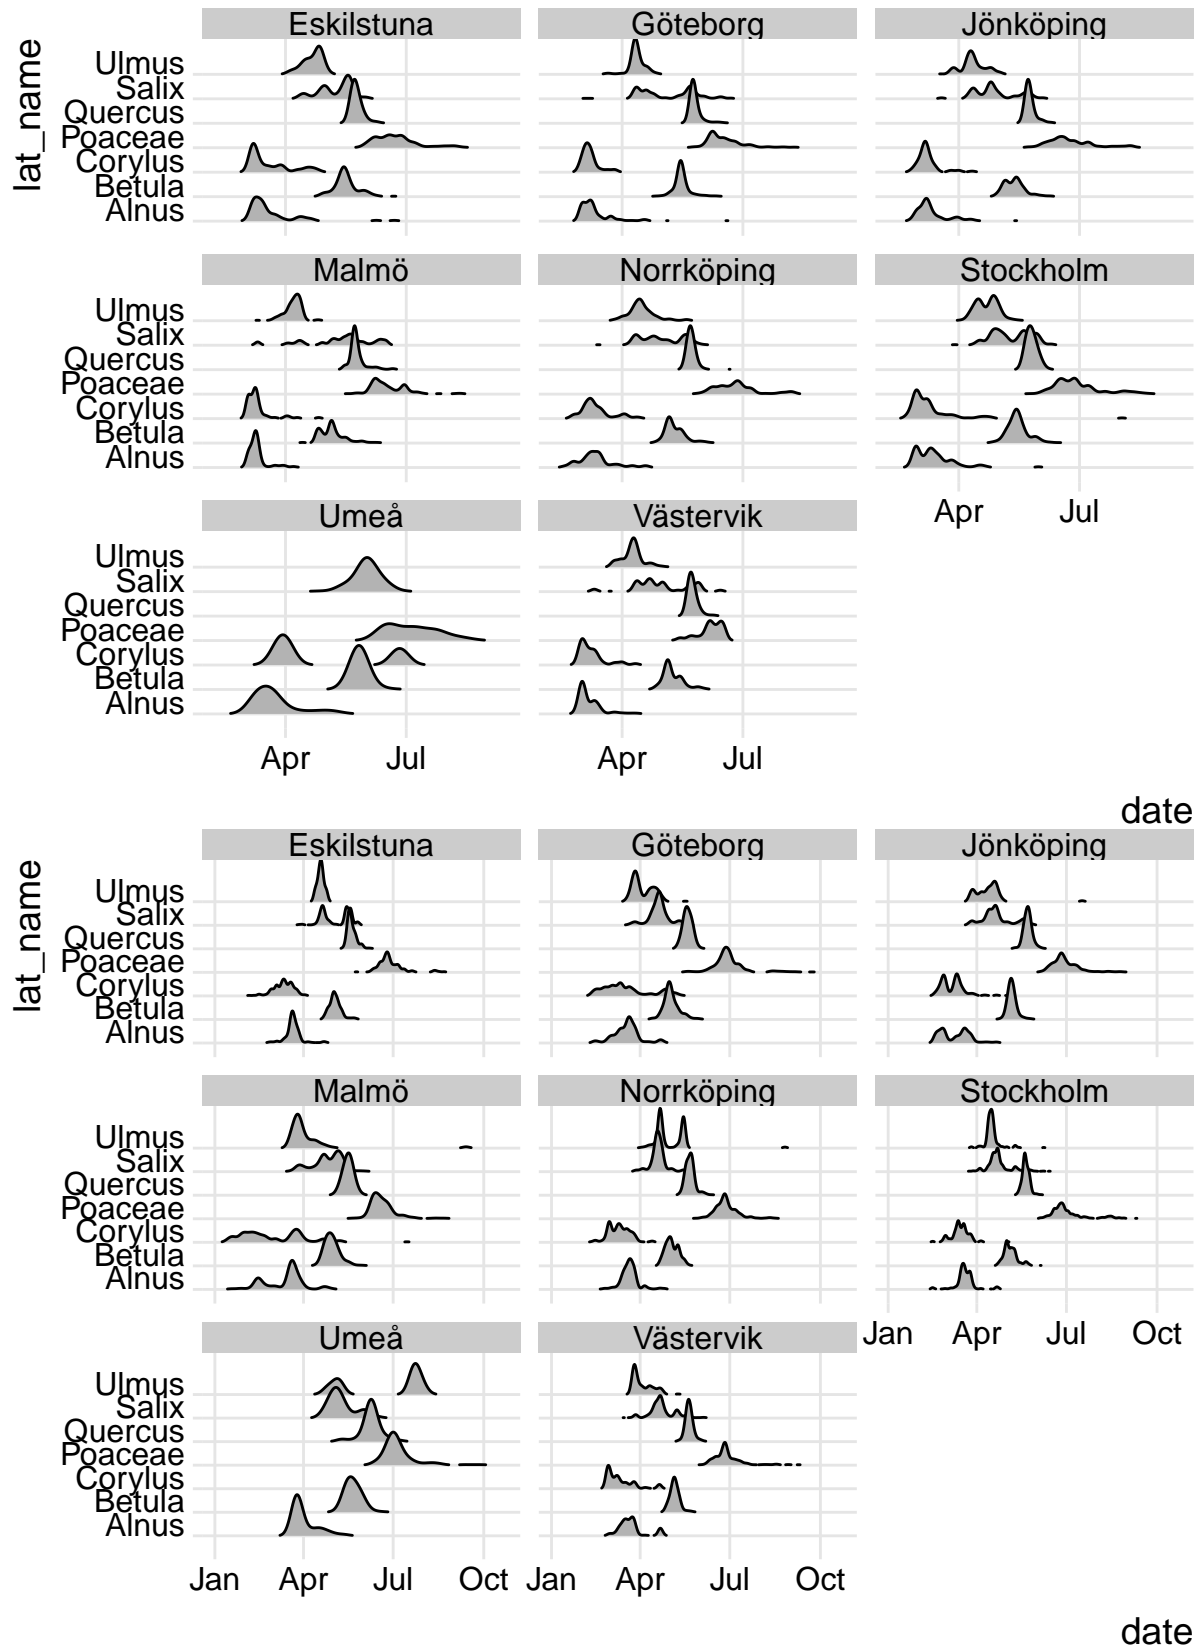 Eskilstuna Göteborg Jönköping
lat_name
Ulmus
Salix
Quercus
Poaceae
Corylus
Betula
Alnus
Malmö Norrköping Stockholm
Ulmus
Salix
Quercus
Poaceae
Corylus
Betula
Alnus
Apr Jul
Umeå Västervik
Ulmus
Salix
Quercus
Poaceae
Corylus
Betula
Alnus
Apr Jul Apr Jul
date
Eskilstuna Göteborg Jönköping
lat_name
Ulmus
Salix
Quercus
Poaceae
Corylus
Betula
Alnus
Malmö Norrköping Stockholm
Ulmus
Salix
Quercus
Poaceae
Corylus
Betula
Alnus
Jan Apr Jul Oct
Umeå Västervik
Ulmus
Salix
Quercus
Poaceae
Corylus
Betula
Alnus
Jan Apr Jul Oct Jan Apr Jul Oct
date